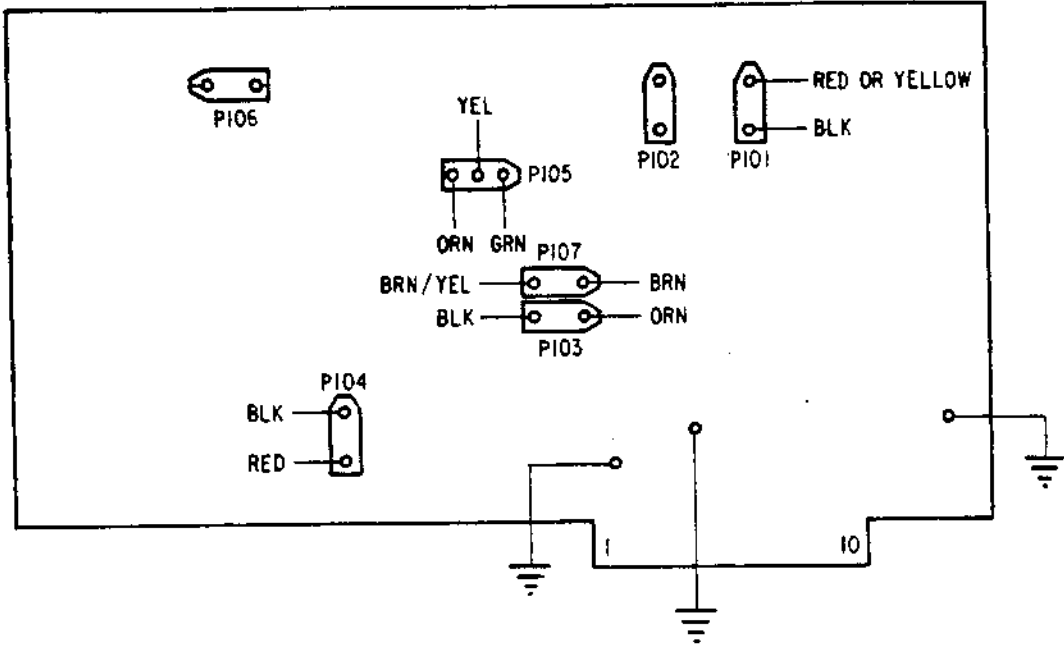 RED OR YELLOW
YEL
P106
BLK
P102
P101
P105
ORN GRN
P107
BRN/YEL
BRN
BLK
ORN
P103
P104
BLK
RED
1
10